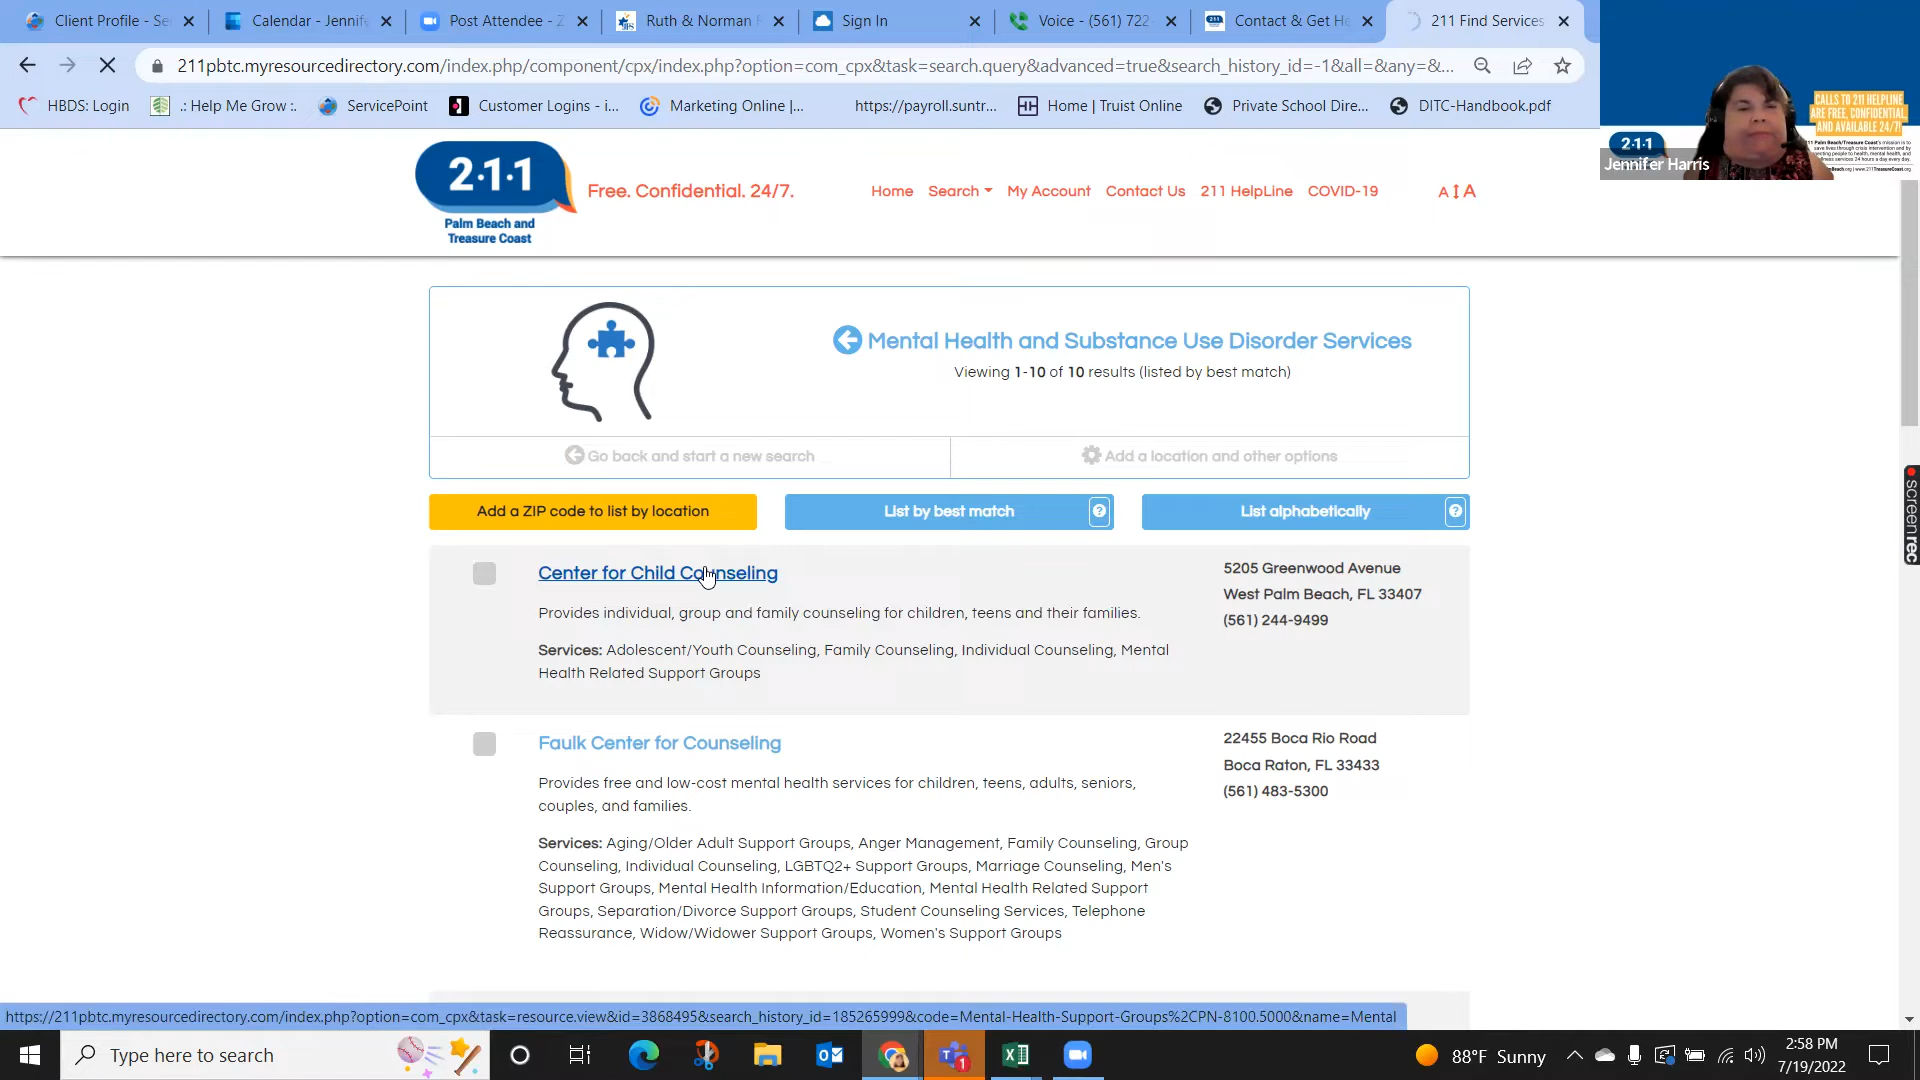 Client Profile - Se
Calendar - Jennife
Post Attendee - Z
Ruth & Norman R
Sign In
Voice - (561) 722
Contact & Get He
211 Find Services
211pbtc.myresourcedirectory.com/index.php/component/cpx/index.php?option=com_cpx&task=search.query&advanced=true&search_history_id=-1&all=&any=&...
HBDS: Login
.: Help Me Grow :.
ServicePoint
Customer Logins - i...
Marketing Online |...
https://payroll.suntr...
Home | Truist Online
Private School Dire...
DITC-Handbook.pdf
CALLS TO 211 HELPLINE
ARE FREE, CONFIDENTIAL,
AND AVAILABLE 24/7!
2-1-1
Jennifer Harris
2·1·1
Palm Beach and
Treasure Coast
Free. Confidential. 24/7.
Home
Search
My Account
Contact Us
211 HelpLine
COVID-19
A A
Mental Health and Substance Use Disorder Services
Viewing 1-10 of 10 results (listed by best match)
Go back and start a new search
Add a location and other options
Add a ZIP code to list by location
List by best match ?
List alphabetically ?
screenrec
Center for Child Counseling
Provides individual, group and family counseling for children, teens and their families.
Services: Adolescent/Youth Counseling, Family Counseling, Individual Counseling, Mental
Health Related Support Groups
5205 Greenwood Avenue
West Palm Beach, FL 33407
(561) 244-9499
Faulk Center for Counseling
Provides free and low-cost mental health services for children, teens, adults, seniors,
couples, and families.
Services: Aging/Older Adult Support Groups, Anger Management, Family Counseling, Group
Counseling, Individual Counseling, LGBTQ2+ Support Groups, Marriage Counseling, Men's
Support Groups, Mental Health Information/Education, Mental Health Related Support
Groups, Separation/Divorce Support Groups, Student Counseling Services, Telephone
Reassurance, Widow/Widower Support Groups, Women's Support Groups
22455 Boca Rio Road
Boca Raton, FL 33433
(561) 483-5300
https://211pbtc.myresourcedirectory.com/index.php?option=com_cpx&task=resource.view&id=3868495&search_history_id=185265999&code=Mental-Health-Support-Groups%2CPN-8100.5000&name=Mental
Type here to search
88°F Sunny
2:58 PM
7/19/2022